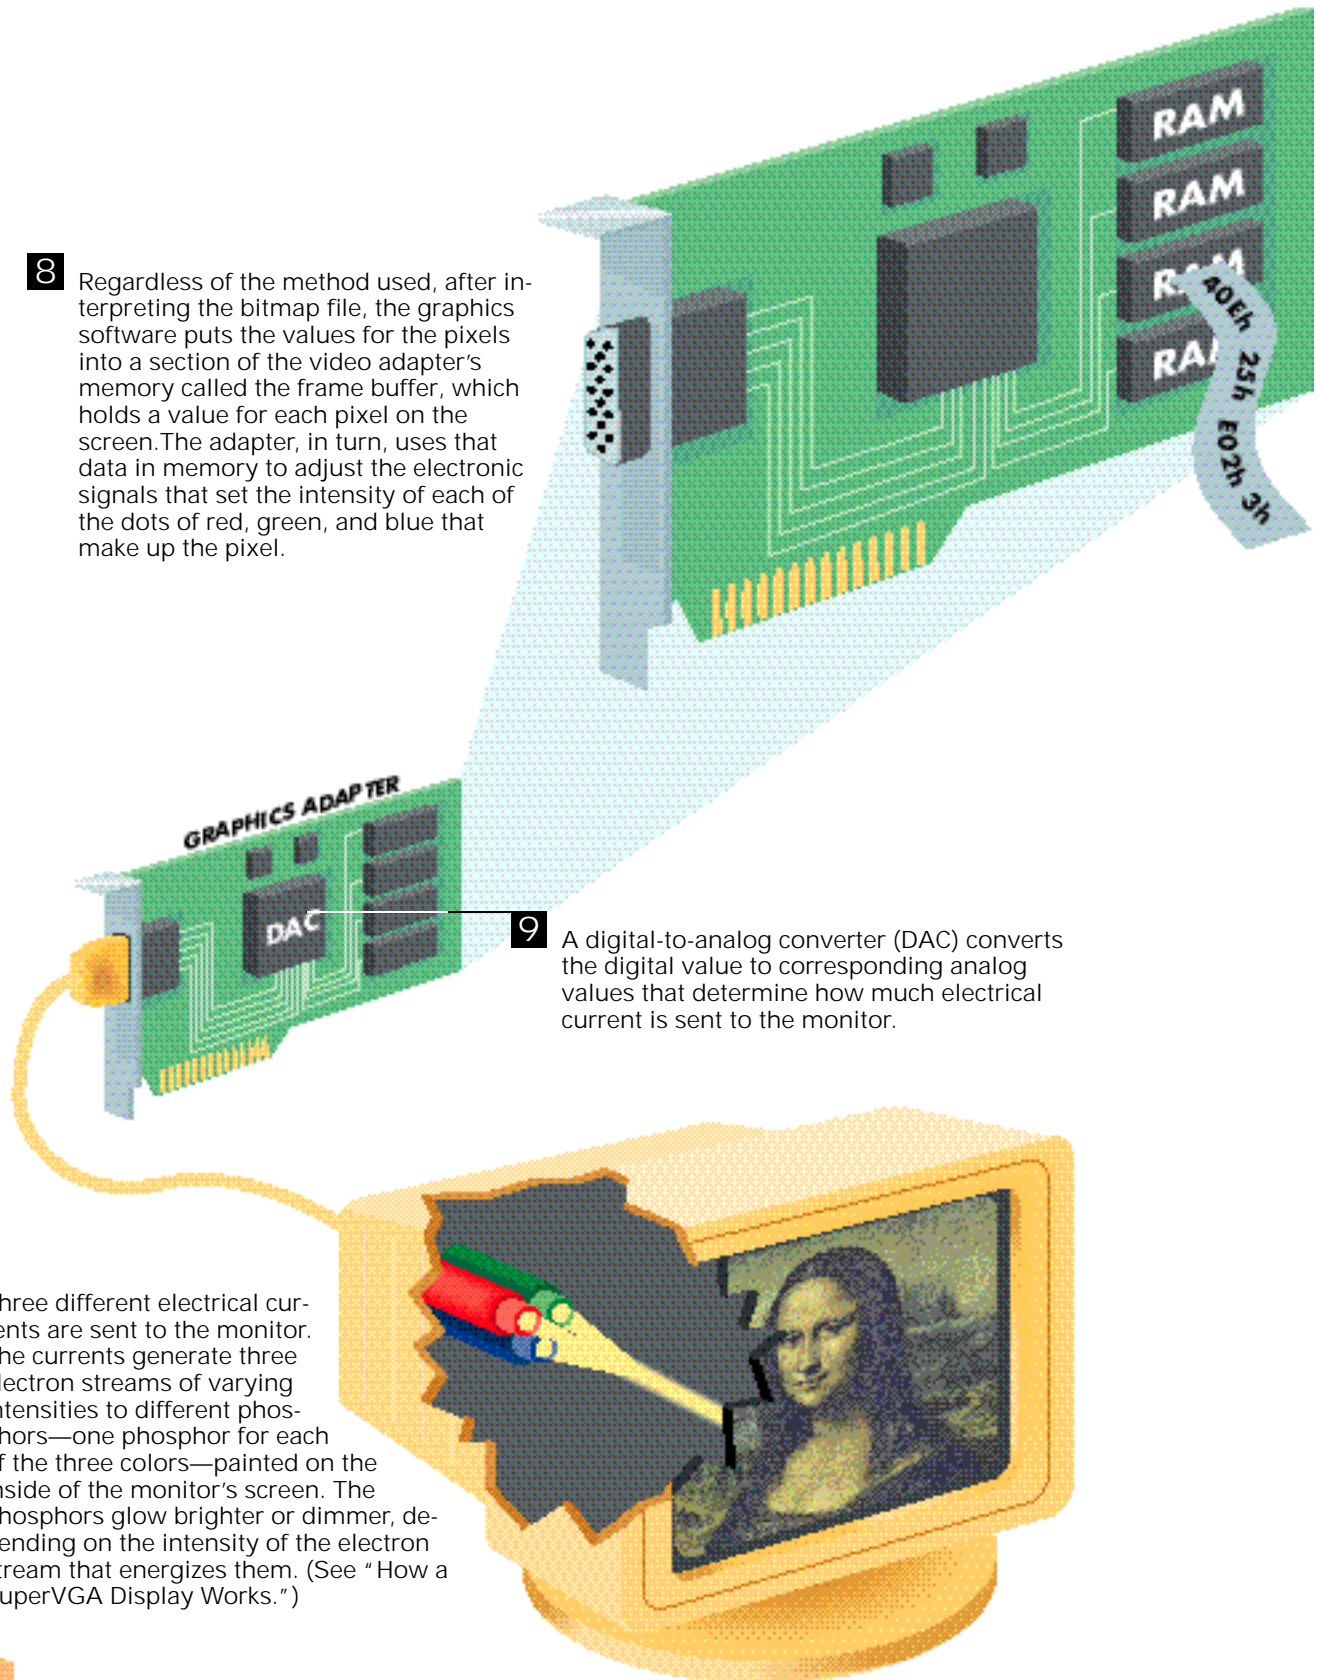 RAM
RAM
RAM
RAM
40Eh 25h E02h 3h
8
Regardless of the method used, after in-
terpreting the bitmap file, the graphics
software puts the values for the pixels
into a section of the video adapter's
memory called the frame buffer, which
holds a value for each pixel on the
screen.The adapter, in turn, uses that
data in memory to adjust the electronic
signals that set the intensity of each of
the dots of red, green, and blue that
make up the pixel.
GRAPHICS ADAPTER
DAC
9
A digital-to-analog converter (DAC) converts
the digital value to corresponding analog
values that determine how much electrical
current is sent to the monitor.
hree different electrical cur-
ents are sent to the monitor.
he currents generate three
lectron streams of varying
ntensities to different phos-
hors—one phosphor for each
f the three colors—painted on the
nside of the monitor's screen. The
hosphors glow brighter or dimmer, de-
ending on the intensity of the electron
tream that energizes them. (See "How a
uperVGA Display Works.")